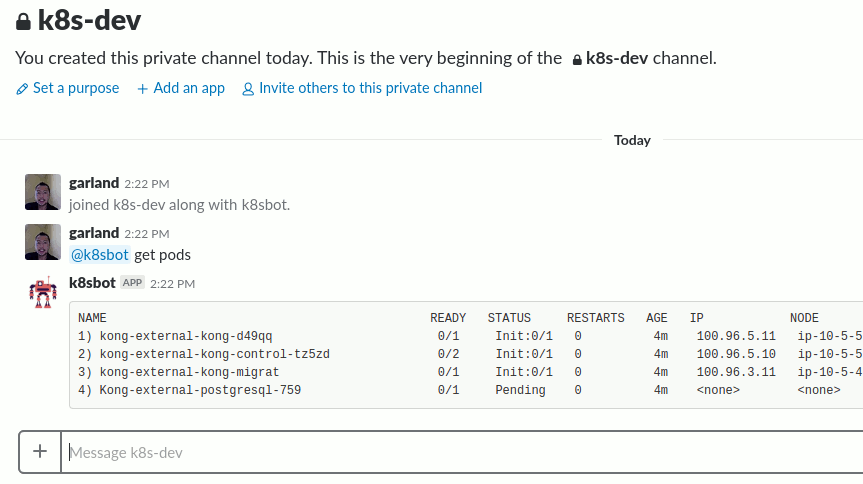 k8s-dev
You created this private channel today. This is the very beginning of the k8s-dev channel.
Set a purpose + Add an app Invite others to this private channel
Today
garland 2:22 PM
joined k8s-dev along with k8sbot.
garland 2:22 PM
@k8sbot get pods
k8sbot APP 2:22 PM
NAME READY STATUS RESTARTS AGE IP NODE
1) kong-external-kong-d49qq 0/1 Init:0/1 0 4m 100.96.5.11 ip-10-5-5
2) kong-external-kong-control-tz5zd 0/2 Init:0/1 0 4m 100.96.5.10 ip-10-5-5
3) kong-external-kong-migrat 0/1 Init:0/1 0 4m 100.96.3.11 ip-10-5-4
4) Kong-external-postgresql-759 0/1 Pending 0 4m <none> <none>
+ Message k8s-dev